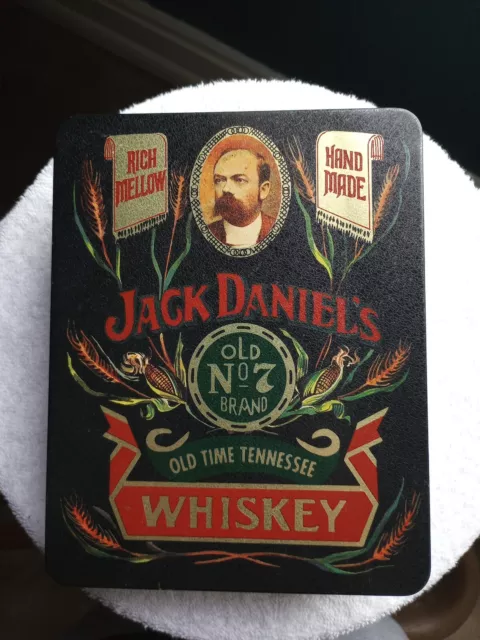 RICH
MELLOW
HAND
MADE
JACK DANIEL'S
OLD
No 7
BRAND
OLD TIME TENNESSEE
WHISKEY